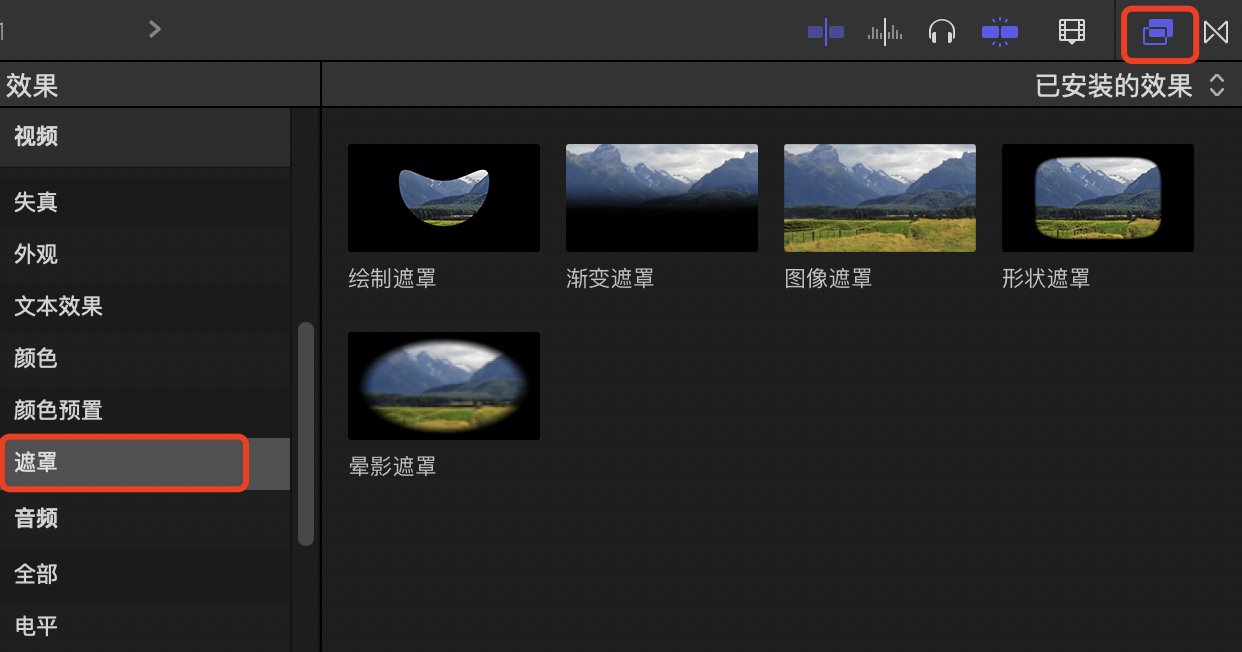 效果
已安装的效果
视频
失真
外观
文本效果
颜色
颜色预置
遮罩
音频
全部
电平
绘制遮罩
渐变遮罩
图像遮罩
形状遮罩
晕影遮罩